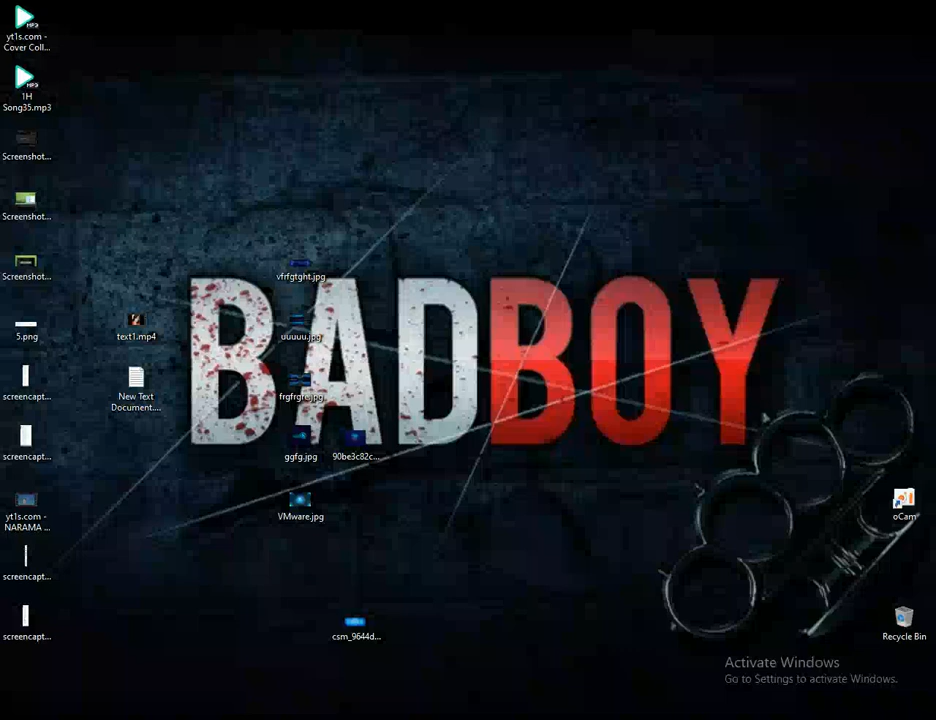 yt1s.com -
Cover Coll...
1H
Song35.mp3
Screenshot...
Screenshot...
Screenshot...
5.png
screencapt...
screencapt...
yt1s.com -
NARAMA ...
screencapt...
screencapt...
text1.mp4
New Text
Document....
vfrfgtght.jpg
uuuuu.jpg
frgfrgre.jpg
ggfg.jpg
90be3c82c...
VMware.jpg
csm_9644d...
BADBOY
oCam
Recycle Bin
Activate Windows
Go to Settings to activate Windows.